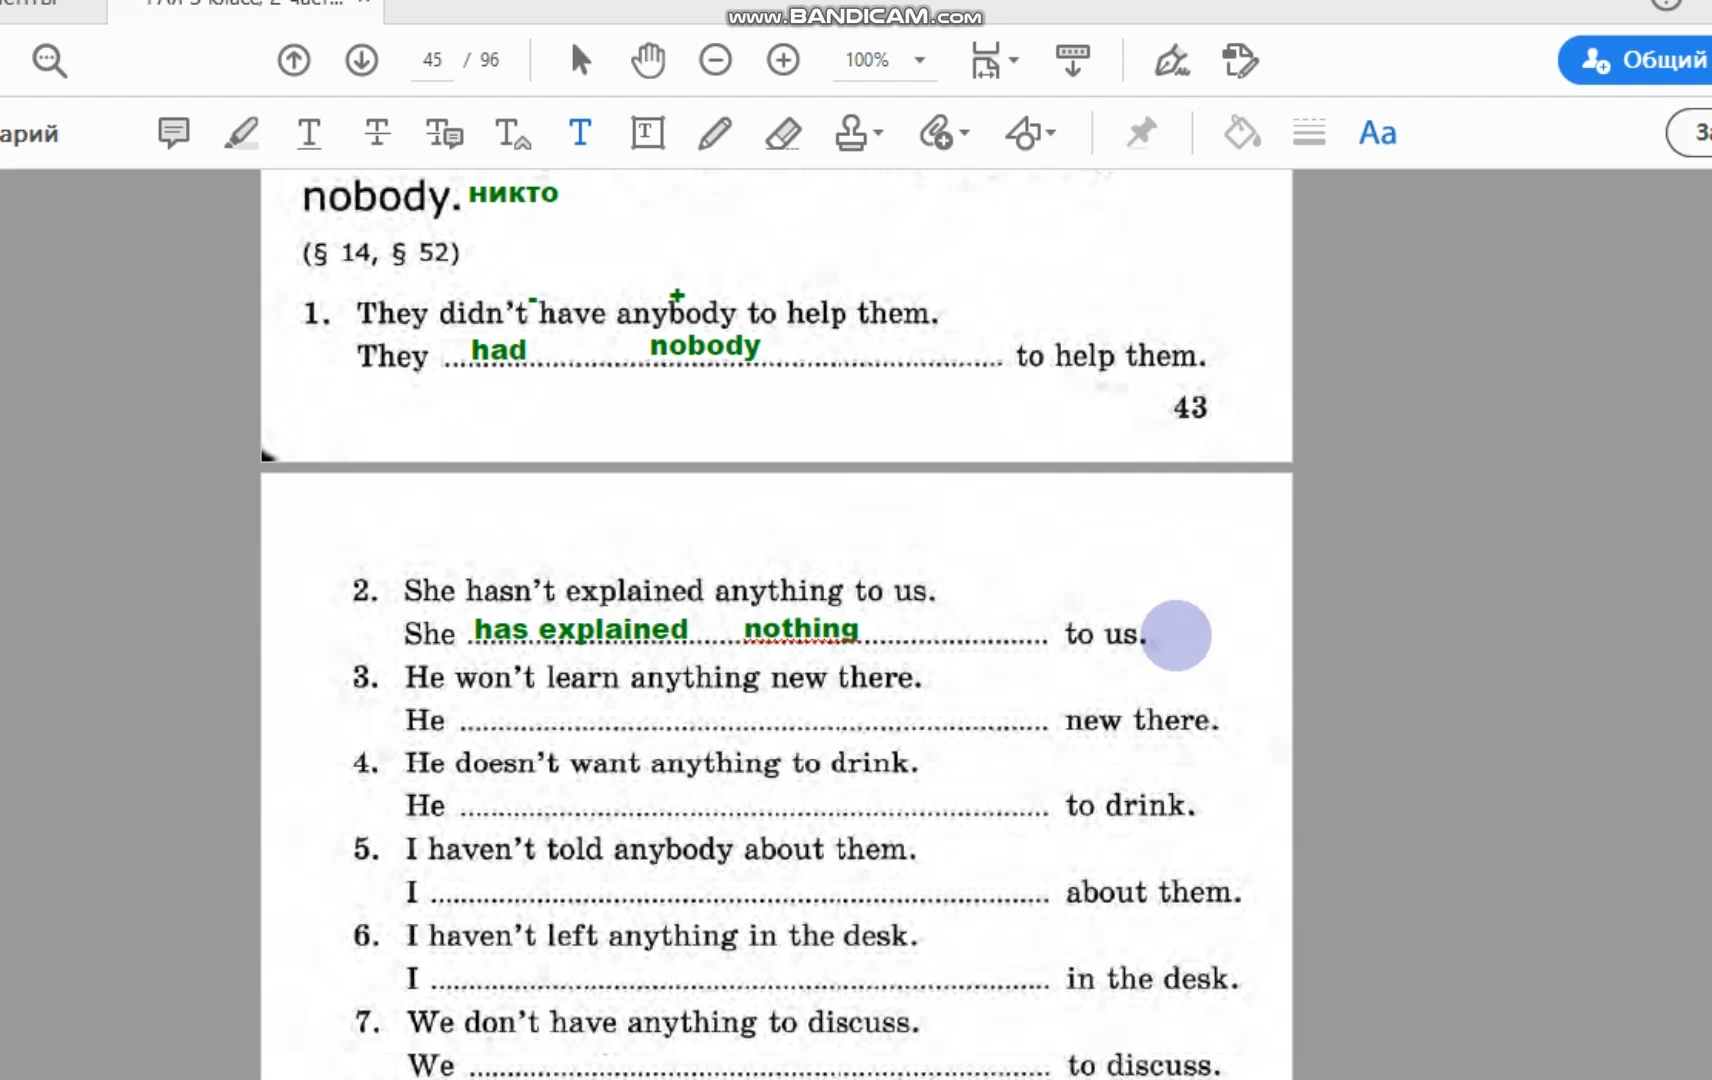 www.BANDICAM.com
45 / 96
100%
Общий
арий
Aa
nobody. никто
(§ 14, § 52)
- +
1. They didn't have anybody to help them.
They ...had......nobody...... to help them.
43
2. She hasn't explained anything to us.
She has explained......nothing...... to us.
3. He won't learn anything new there.
He ...... new there.
4. He doesn't want anything to drink.
He ...... to drink.
5. I haven't told anybody about them.
I ...... about them.
6. I haven't left anything in the desk.
I ...... in the desk.
7. We don't have anything to discuss.
We ...... to discuss.